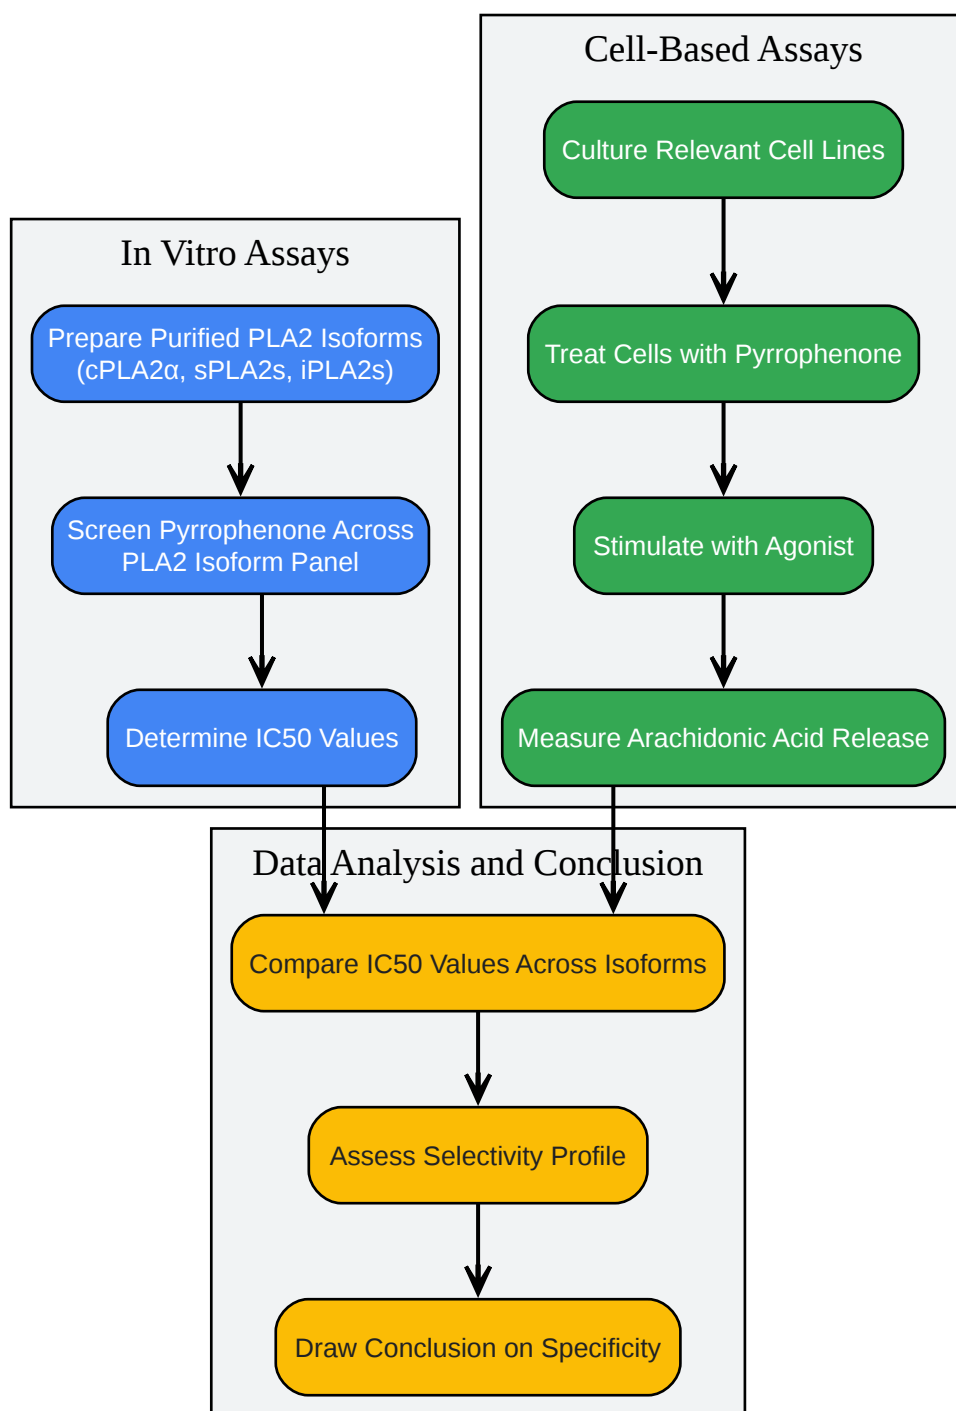 Cell-Based Assays
Culture Relevant Cell Lines
Treat Cells with Pyrrophenone
Stimulate with Agonist
Measure Arachidonic Acid Release
In Vitro Assays
Prepare Purified PLA2 Isoforms
(cPLA2α, sPLA2s, iPLA2s)
Screen Pyrrophenone Across
PLA2 Isoform Panel
Determine IC50 Values
Data Analysis and Conclusion
Compare IC50 Values Across Isoforms
Assess Selectivity Profile
Draw Conclusion on Specificity